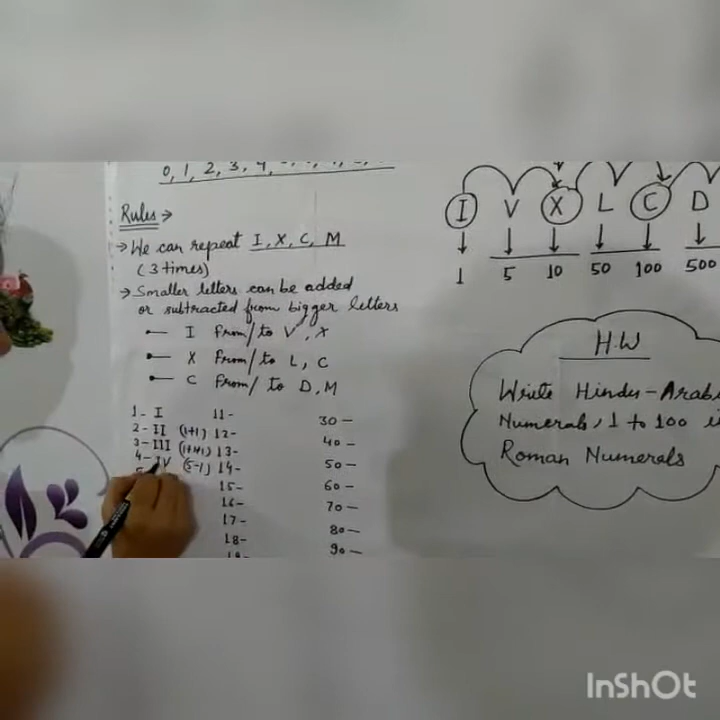 0, 1, 2, 3, 4,
Rules →
→ We can repeat I, X, C, M
(3 times)
→ Smaller letters can be added
or subtracted from bigger letters
•— I from/to V, X
•— X from/to L, C
•— C from/to D, M
1 - I
2 - II (1+1)
3 - III (1+1+1)
4 - IV (5-1)
11 -
12 -
13 -
14 -
15 -
16 -
17 -
18 -
30 —
40 —
50 —
60 —
70 —
80 —
90 —
I V X L C D
↓ ↓ ↓ ↓ ↓ ↓
1 5 10 50 100 500
H.W
Write Hindu-Arabi
Numerals, 1 to 100 i
Roman Numerals
InShOt